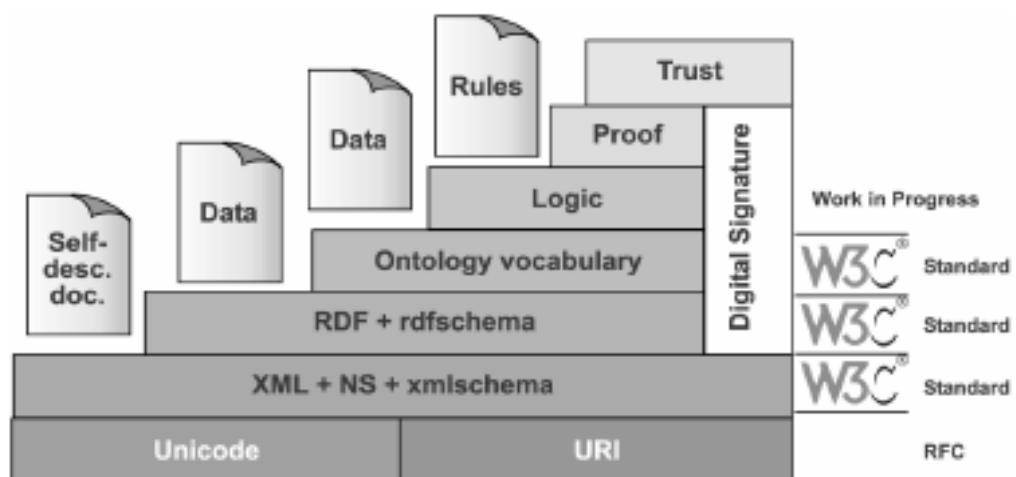 Rules
Trust
Data
Proof
Data
Logic
Work in Progress
Self-
desc.
doc.
Ontology vocabulary
Digital Signature
W3C® Standard
RDF + rdfschema
W3C Standard
XML + NS + xmlschema
W3C® Standard
Unicode
URI
RFC